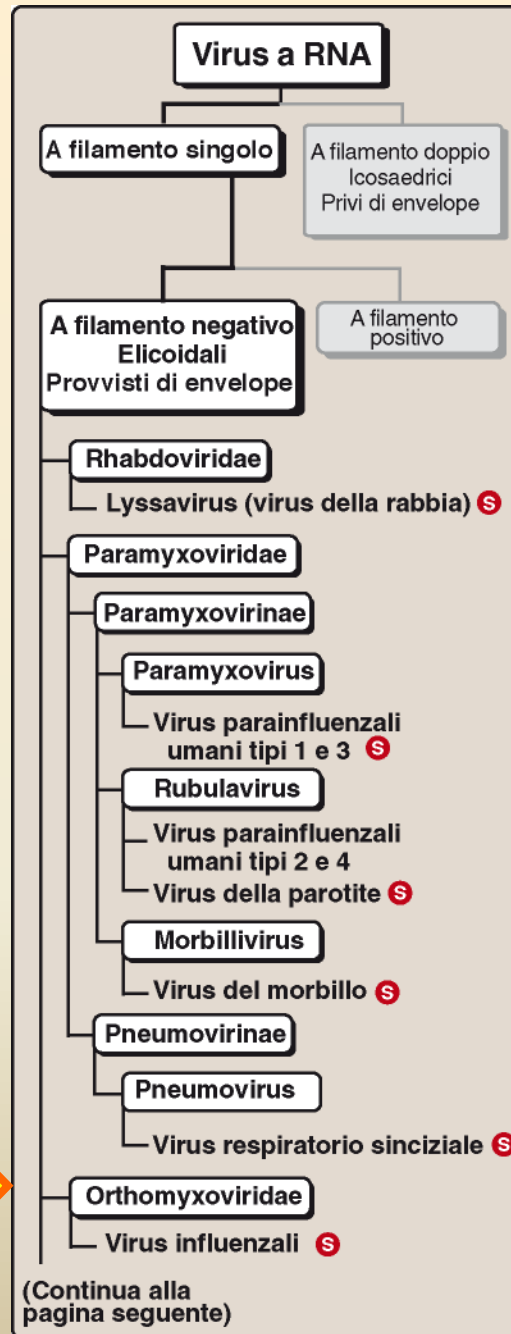 Virus a RNA
A filamento singolo
A filamento doppio
Icosaedrici
Privi di envelope
A filamento negativo
Elicoidali
Provvisti di envelope
A filamento
positivo
Rhabdoviridae
Lyssavirus (virus della rabbia) S
Paramyxoviridae
Paramyxovirinae
Paramyxovirus
Virus parainfluenzali
umani tipi 1 e 3 S
Rubulavirus
Virus parainfluenzali
umani tipi 2 e 4
Virus della parotite S
Morbillivirus
Virus del morbillo S
Pneumovirinae
Pneumovirus
Virus respiratorio sinciziale S
Orthomyxoviridae
Virus influenzali S
(Continua alla
pagina seguente)